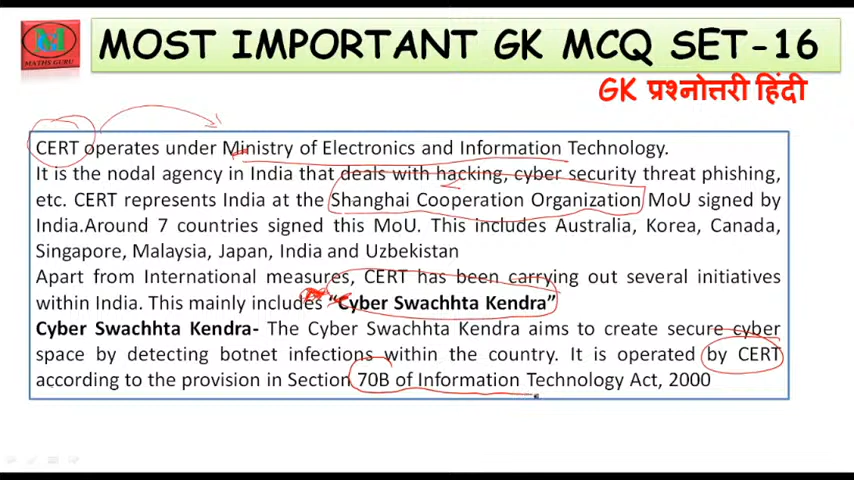 MATHS GURU
MOST IMPORTANT GK MCQ SET-16
GK प्रश्नोत्तरी हिंदी
CERT operates under Ministry of Electronics and Information Technology.
It is the nodal agency in India that deals with hacking, cyber security threat phishing,
etc. CERT represents India at the Shanghai Cooperation Organization MoU signed by
India.Around 7 countries signed this MoU. This includes Australia, Korea, Canada,
Singapore, Malaysia, Japan, India and Uzbekistan
Apart from International measures, CERT has been carrying out several initiatives
within India. This mainly includes “Cyber Swachhta Kendra”
Cyber Swachhta Kendra- The Cyber Swachhta Kendra aims to create secure cyber
space by detecting botnet infections within the country. It is operated by CERT
according to the provision in Section 70B of Information Technology Act, 2000